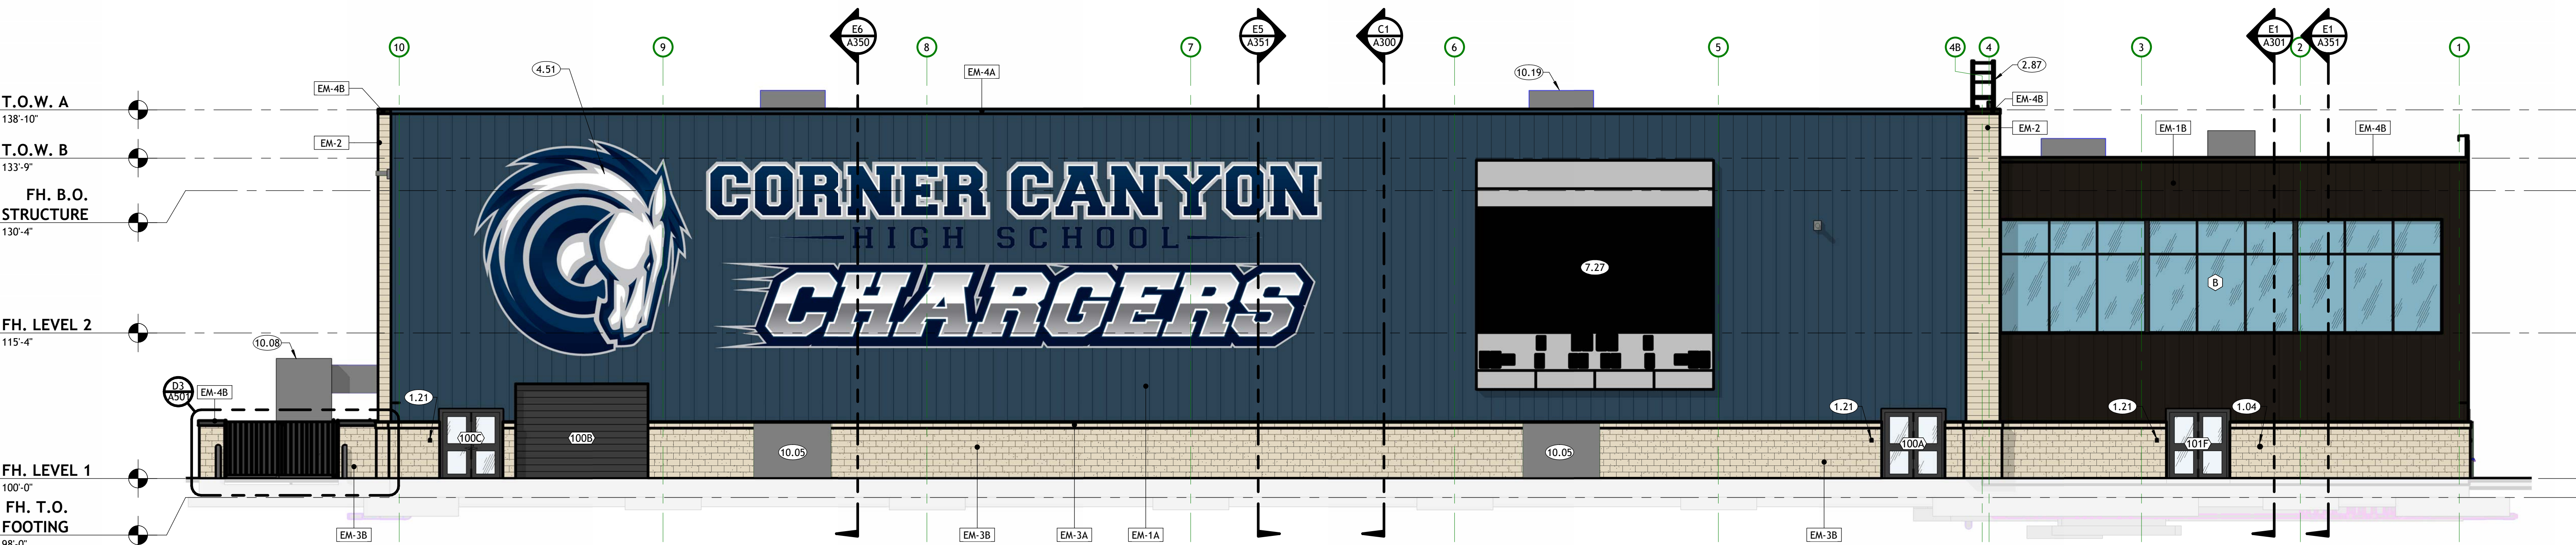 E6
A350
E5
A351
C1
A300
E1
A301
E1
A351
10
9
8
7
6
5
4B
4
3
2
1
4.51
EM-4A
10.19
2.87
EM-4B
EM-4B
T.O.W. A
138'-10"
EM-2
EM-2
EM-1B
EM-4B
T.O.W. B
133'-9"
CORNER CANYON
HIGH SCHOOL
CHARGERS
FH. B.O.
STRUCTURE
130'-4"
7.27
B
FH. LEVEL 2
115'-4"
10.08
D3
A501
EM-4B
1.21
1.21
1.21
1.04
100C
100B
10.05
10.05
100A
101F
FH. LEVEL 1
100'-0"
FH. T.O.
FOOTING
98'-0"
EM-3B
EM-3B
EM-3A
EM-1A
EM-3B